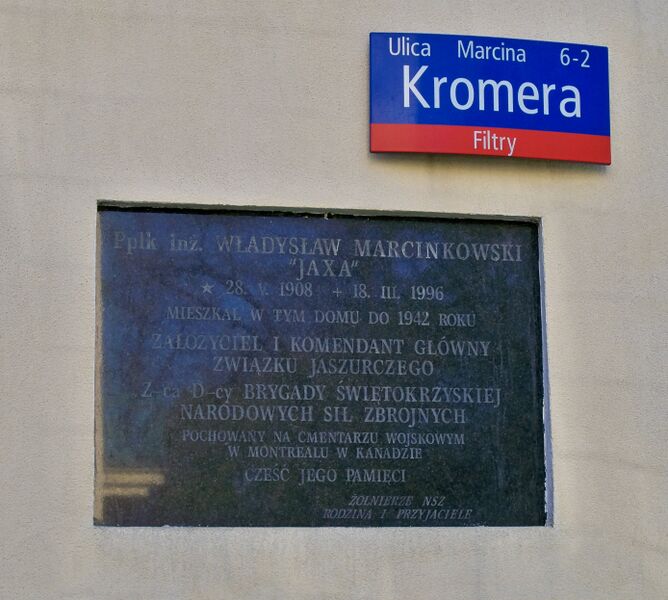 Ulica Marcina 6-2
Kromera
Filtry
Ppłk inż. WŁADYSŁAW MARCINKOWSKI
"JAXA"
★ 28. V. 1908 + 18. III. 1996
MIESZKAŁ W TYM DOMU DO 1942 ROKU
ZAŁOŻYCIEL I KOMENDANT GŁÓWNY
ZWIĄZKU JASZURCZEGO
Z-ca D-cy BRYGADY ŚWIĘTOKRZYSKIEJ
NARODOWYCH SIŁ ZBROJNYCH
POCHOWANY NA CMENTARZU WOJSKOWYM
W MONTREALU W KANADZIE
CZEŚĆ JEGO PAMIĘCI
ŻOŁNIERZE NSZ
RODZINA I PRZYJACIELE